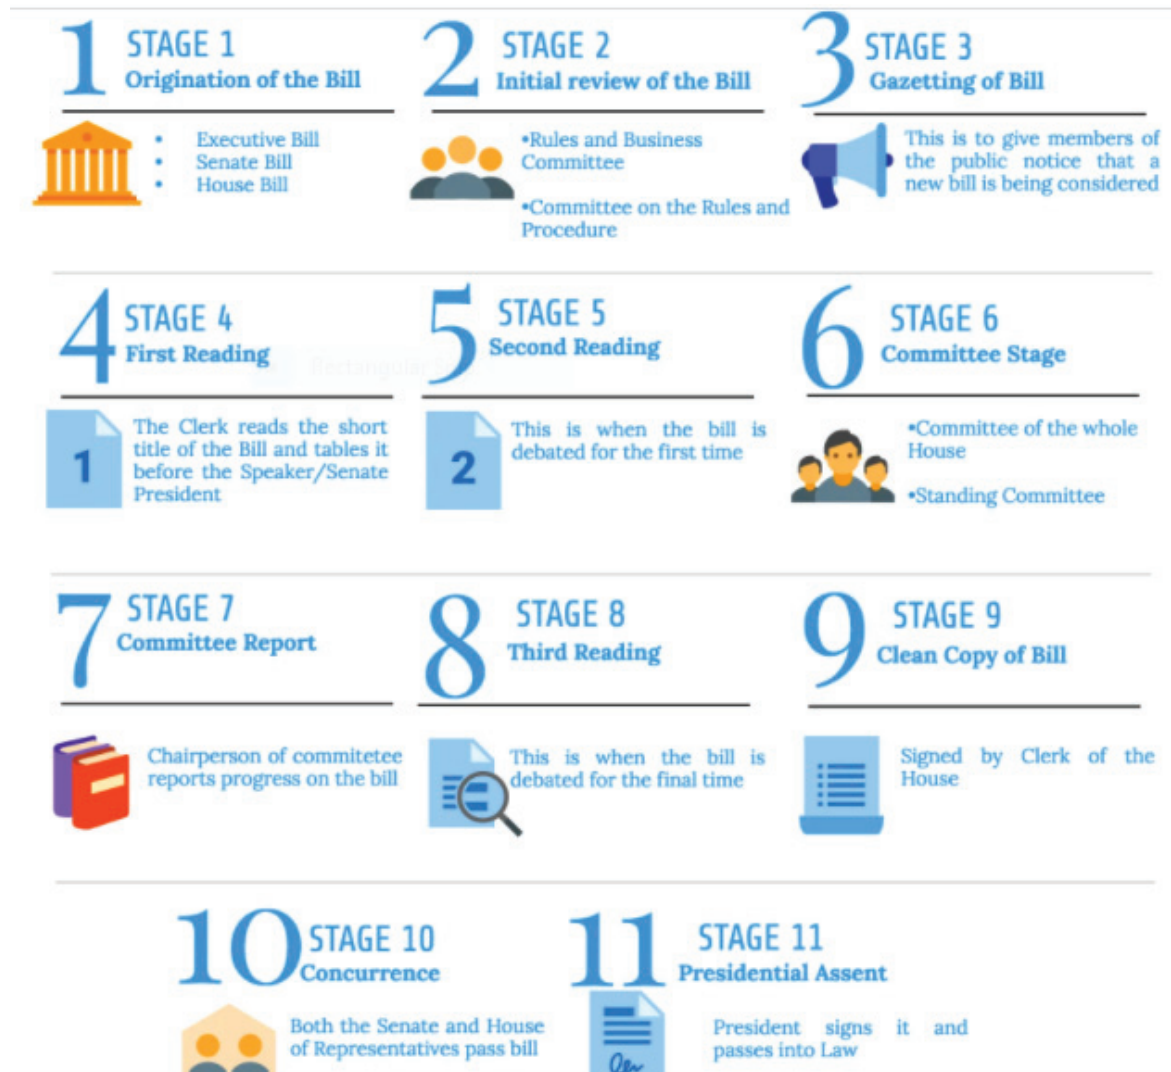 1 STAGE 1
Origination of the Bill
• Executive Bill
• Senate Bill
• House Bill
2 STAGE 2
Initial review of the Bill
•Rules and Business
Committee
•Committee on the Rules and
Procedure
3 STAGE 3
Gazetting of Bill
This is to give members of
the public notice that a
new bill is being considered
4 STAGE 4
First Reading
1
The Clerk reads the short
title of the Bill and tables it
before the Speaker/Senate
President
5 STAGE 5
Second Reading
2
This is when the bill is
debated for the first time
6 STAGE 6
Committee Stage
•Committee of the whole
House
•Standing Committee
7 STAGE 7
Committee Report
Chairperson of commitetee
reports progress on the bill
8 STAGE 8
Third Reading
This is when the bill is
debated for the final time
9 STAGE 9
Clean Copy of Bill
Signed by Clerk of the
House
10 STAGE 10
Concurrence
Both the Senate and House
of Representatives pass bill
11 STAGE 11
Presidential Assent
President signs it and
passes into Law